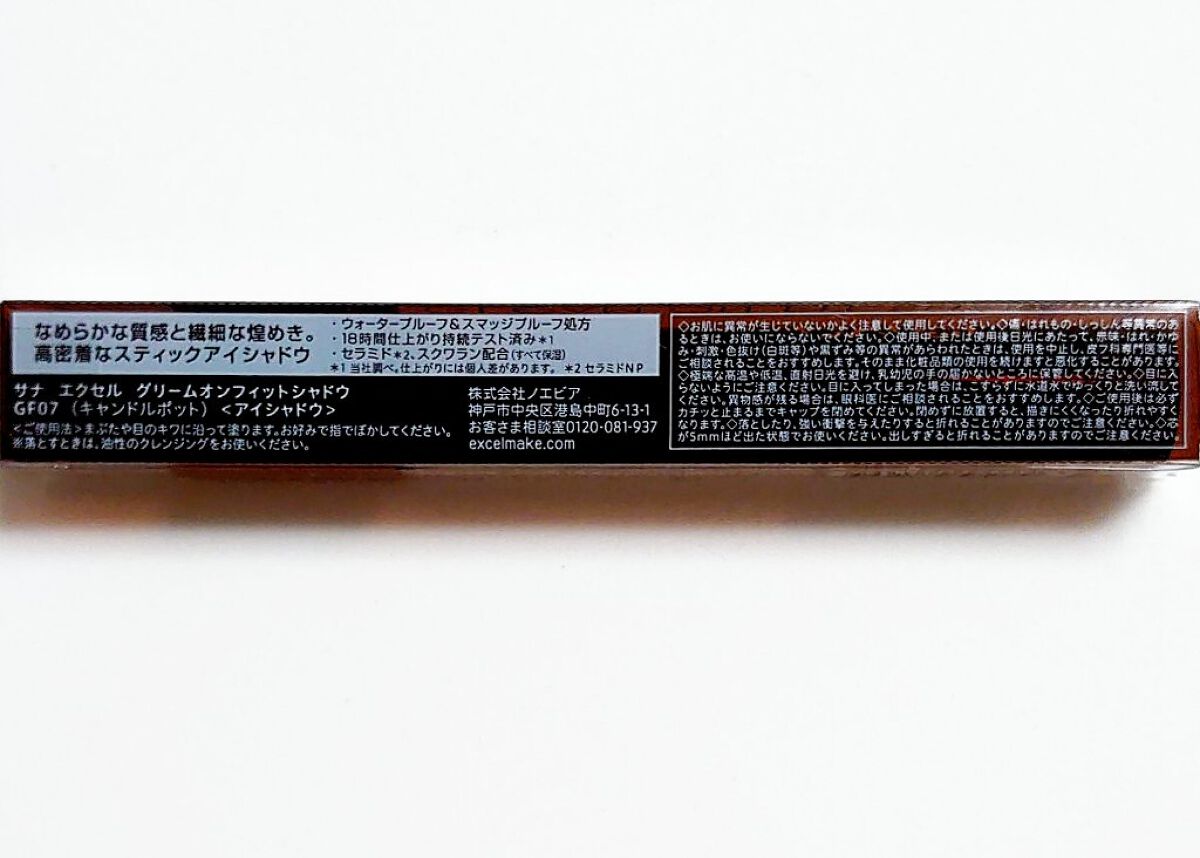 なめらかな質感と繊細な煌めき。
高密着なスティックアイシャドウ
・ウォータープルーフ&スマッジプルーフ処方
・18時間仕上がり持続テスト済み＊1
・セラミド＊2、スクワラン配合(すべて保湿)
＊1 当社調べ。仕上がりには個人差があります。 ＊2 セラミドNP
サナ エクセル グリームオンフィットシャドウ
GF07 (キャンドルポット) <アイシャドウ>
<ご使用法>まぶたや目のキワに沿って塗ります。お好みで指でぼかしてください。
※落とすときは、油性のクレンジングをお使いください。
株式会社ノエビア
神戸市中央区港島中町6-13-1
お客さま相談室0120-081-937
excelmake.com
◇お肌に異常が生じていないかよく注意して使用してください。◇傷・はれもの・しっしん等異常のあ
るときは、お使いにならないでください。◇使用中、または使用後日光にあたって、赤味・はれ・かゆ
み・刺激・色抜け(白斑等)や黒ずみ等の異常があらわれたときは、使用を中止し、皮フ科専門医等に
ご相談されることをおすすめします。そのまま化粧品類の使用を続けますと悪化することがあります。
◇極端な高温や低温、直射日光を避け、乳幼児の手の届かないところに保管してください。◇目に入
らないようにご注意ください。目に入ってしまった場合は、こすらずに水道水でゆっくりと洗い流して
ください。異物感が残る場合は、眼科医にご相談されることをおすすめします。◇ご使用後は必ず
カチッと止まるまでキャップを閉めてください。閉めずに放置すると、描きにくくなったり折れやすく
なります。◇落としたり、強い衝撃を与えたりすると折れることがありますのでご注意ください。◇芯
が5mmほど出た状態でお使いください。出しすぎると折れることがありますのでご注意ください。